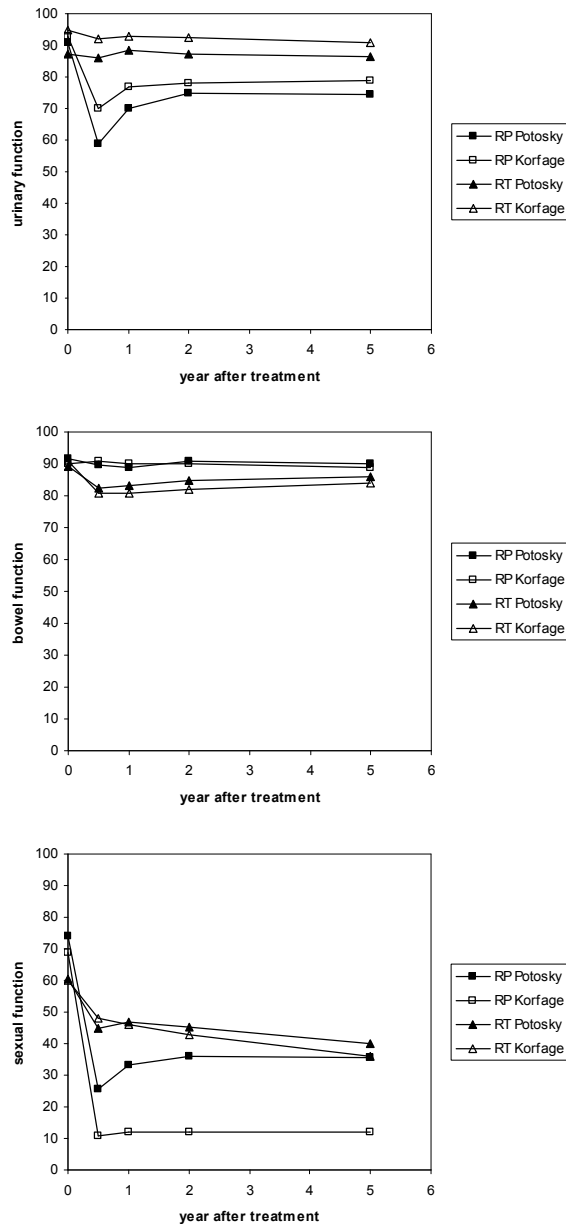 100
90
80
70
60
50
40
30
20
10
0
urinary function
0 1 2 3 4 5 6
year after treatment
RP Potosky
RP Korfage
RT Potosky
RT Korfage
100
90
80
70
60
50
40
30
20
10
0
bowel function
0 1 2 3 4 5 6
year after treatment
RP Potosky
RP Korfage
RT Potosky
RT Korfage
100
90
80
70
60
50
40
30
20
10
0
sexual function
0 1 2 3 4 5 6
year after treatment
RP Potosky
RP Korfage
RT Potosky
RT Korfage